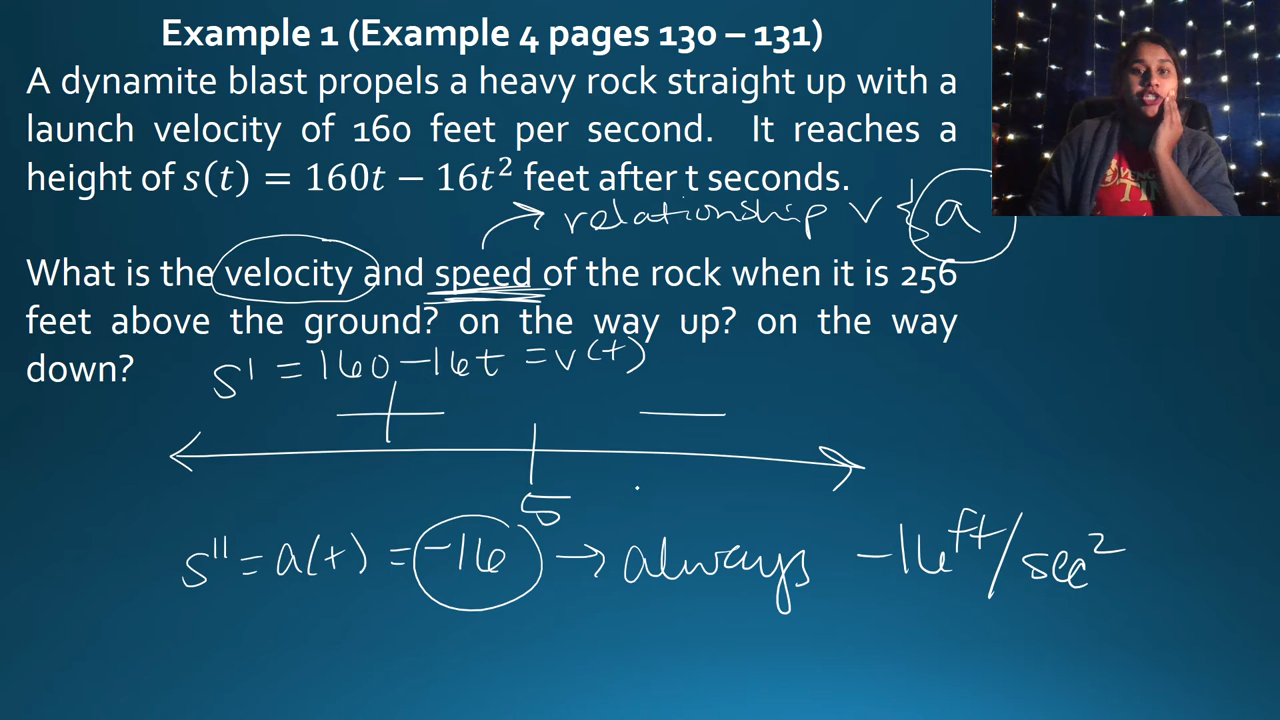 Example 1 (Example 4 pages 130 – 131)
A dynamite blast propels a heavy rock straight up with a
launch velocity of 160 feet per second. It reaches a
height of s(t) = 160t − 16t² feet after t seconds.
relationship v & a
What is the velocity and speed of the rock when it is 256
feet above the ground? on the way up? on the way
down?
s' = 160 − 16t = v(t)
+ −
5
s'' = a(t) = −16 → always −16 ft/sec²
VENG
TIN